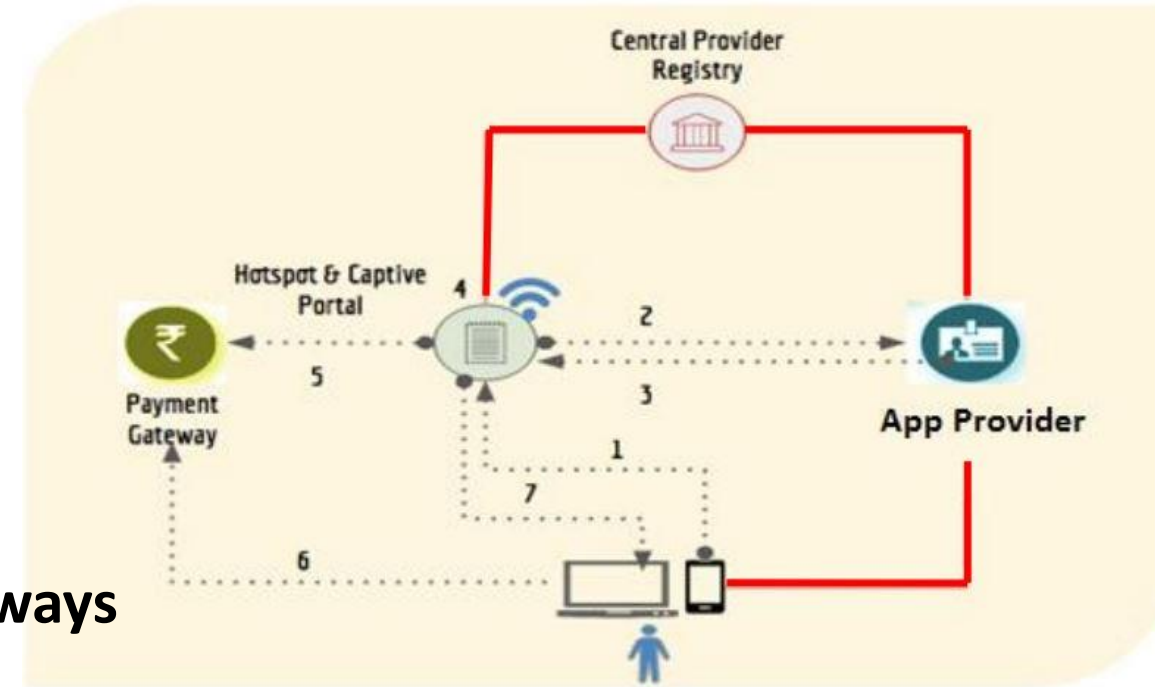 Central Provider
Registry
Hotspot & Captive
Portal
4
2
₹
5
3
Payment
Gateway
App Provider
1
7
6
ways